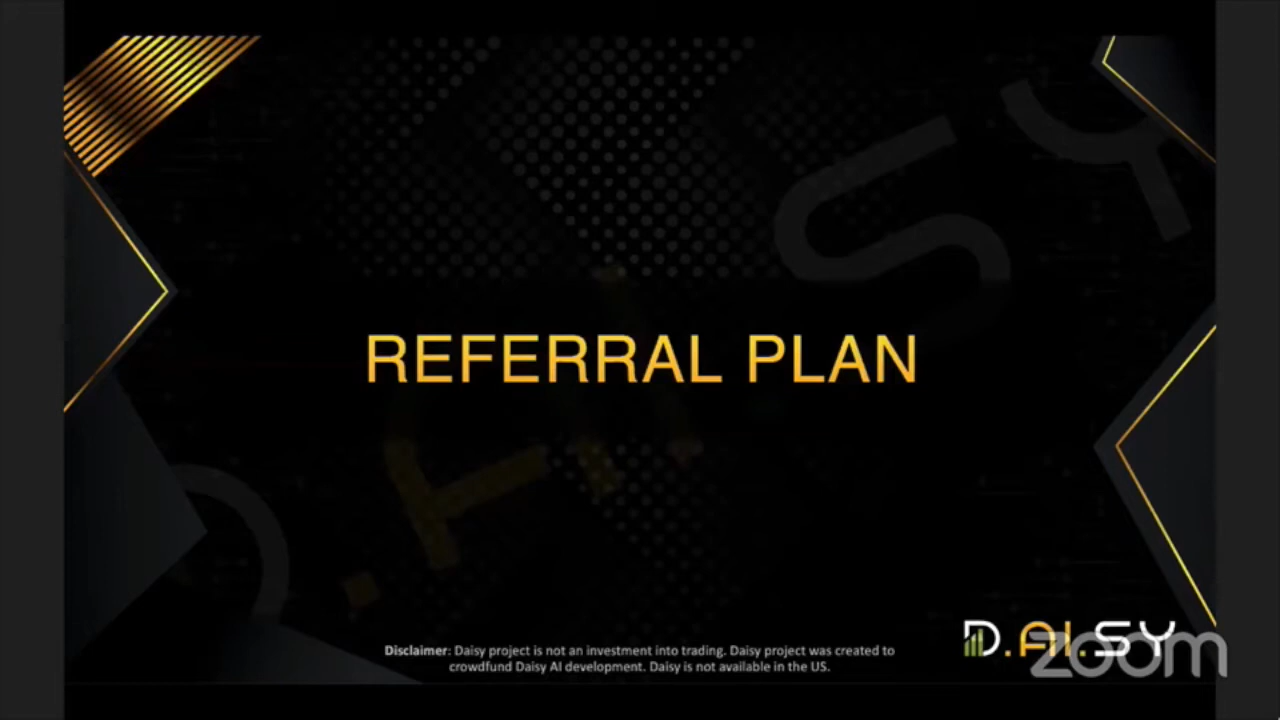 REFERRAL PLAN
Disclaimer: Daisy project is not an investment into trading. Daisy project was created to
crowdfund Daisy AI development. Daisy is not available in the US.
D.AI.SY
zoom